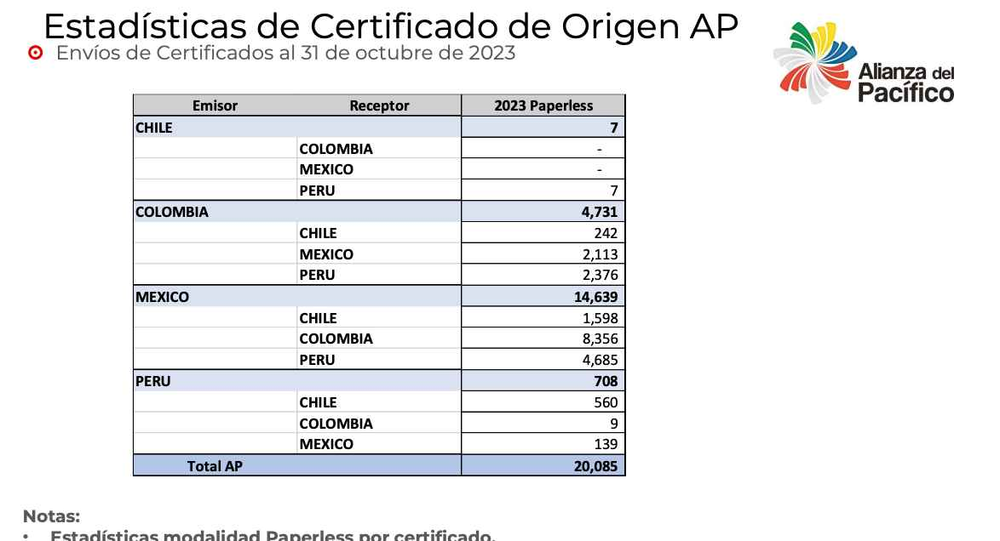 Estadísticas de Certificado de Origen AP
Envíos de Certificados al 31 de octubre de 2023
Alianza del
Pacífico
Emisor Receptor 2023 Paperless
CHILE 7
COLOMBIA -
MEXICO -
PERU 7
COLOMBIA 4,731
CHILE 242
MEXICO 2,113
PERU 2,376
MEXICO 14,639
CHILE 1,598
COLOMBIA 8,356
PERU 4,685
PERU 708
CHILE 560
COLOMBIA 9
MEXICO 139
Total AP 20,085
Notas:
• Estadísticas modalidad Paperless por certificado.